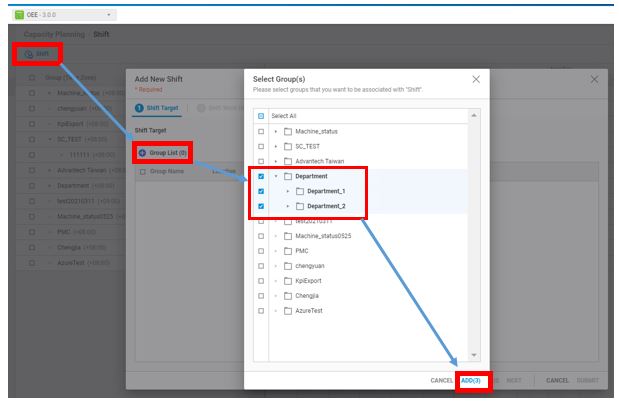 OEE - 3.0.0
Capacity Planning › Shift
Shift
Group (Time Zone)
Machine_status (+08:00)
chengyuan (+08:00)
KpiExport (+08:00)
SC_TEST (+08:00)
111111 (+08:00)
Advantech Taiwan (+08:00)
Department (+08:00)
test20210311 (+08:00)
Machine_status0525 (+08:00)
PMC (+08:00)
Chengjia (+08:00)
AzureTest (+08:00)
Add New Shift
* Required
1 Shift Target
2 Shift
Shift Target
Group List (0)
Group Name
Select Group(s)
Please select groups that you want to be associated with "Shift".
Select All
Machine_status
SC_TEST
Advantech Taiwan
Department
Department_1
Department_2
test20210311
Machine_status0525
PMC
chengyuan
KpiExport
Chengjia
AzureTest
CANCEL ADD(3)
NEXT CANCEL SUBMIT